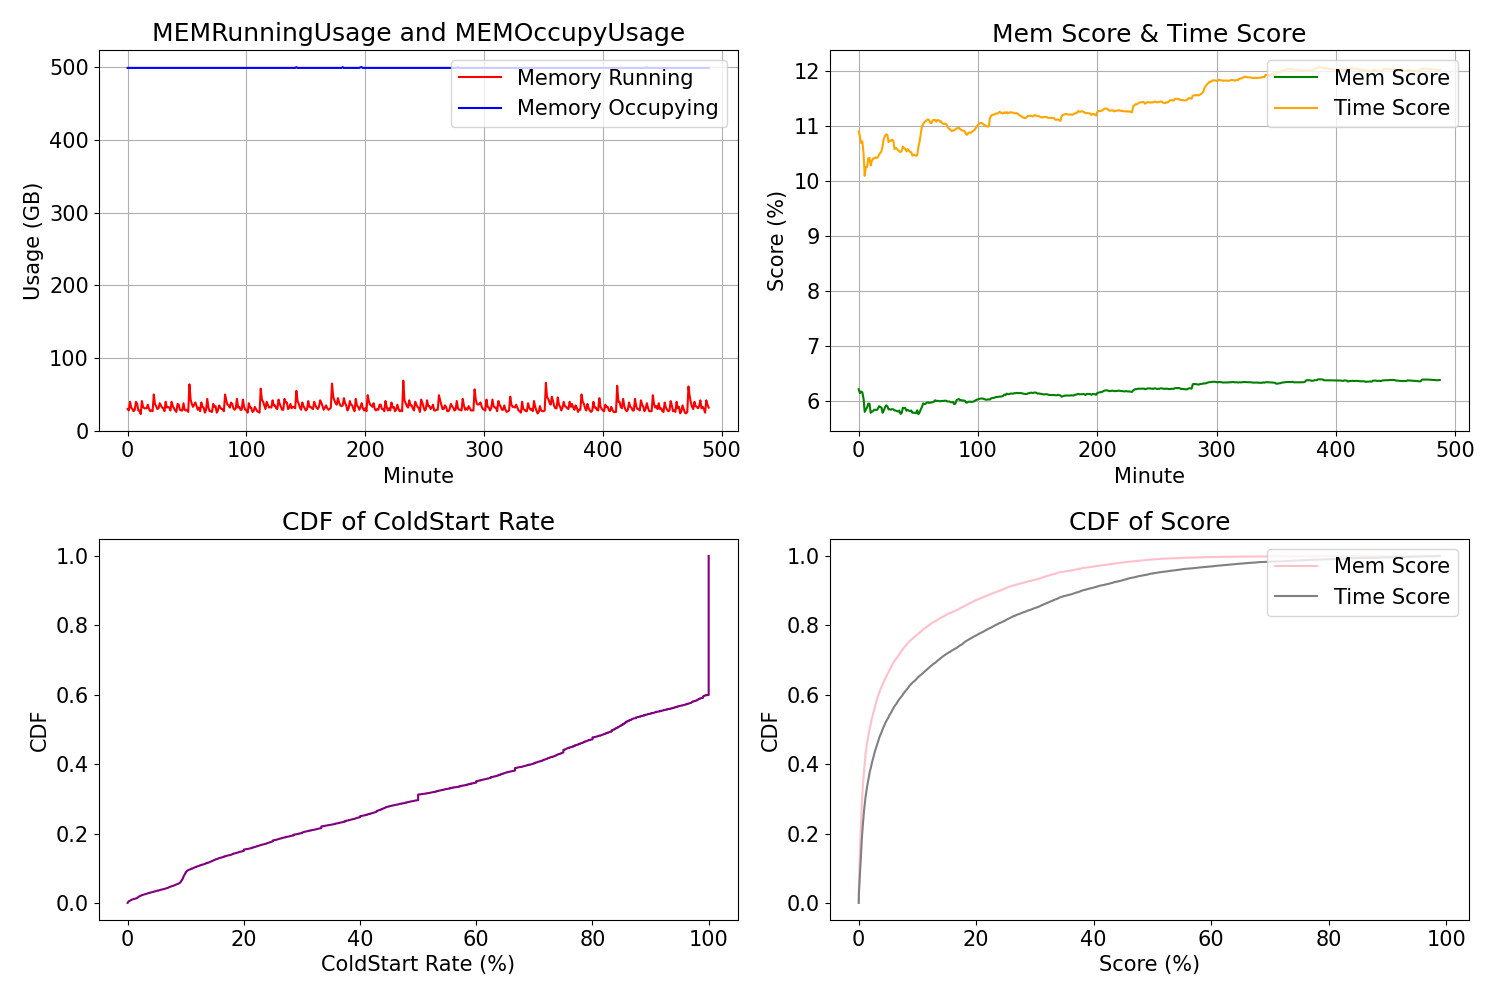 MEMRunningUsage and MEMOccupyUsage
Usage (GB)
500
400
300
200
100
0
Memory Running
Memory Occupying
0 100 200 300 400 500
Minute
Mem Score & Time Score
Score (%)
12
11
10
9
8
7
6
Mem Score
Time Score
0 100 200 300 400 500
Minute
CDF of ColdStart Rate
CDF
1.0
0.8
0.6
0.4
0.2
0.0
0 20 40 60 80 100
ColdStart Rate (%)
CDF of Score
CDF
1.0
0.8
0.6
0.4
0.2
0.0
Mem Score
Time Score
0 20 40 60 80 100
Score (%)